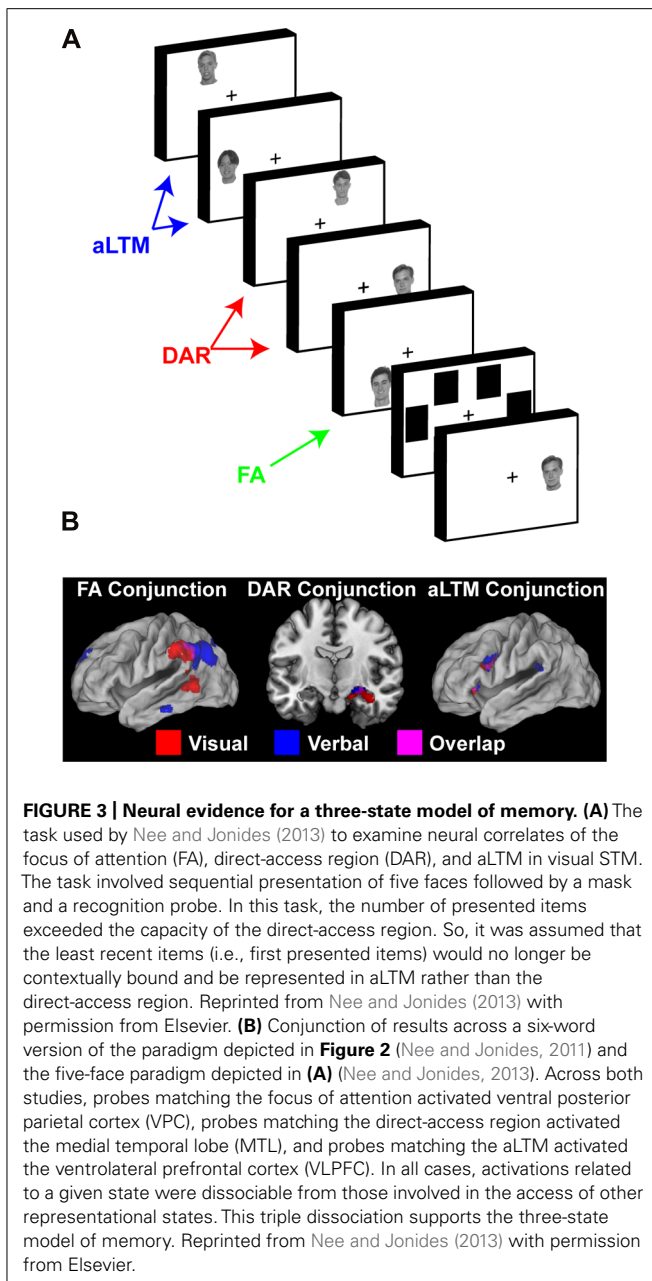 A
aLTM
DAR
FA
B
FA Conjunction DAR Conjunction aLTM Conjunction
Visual Verbal Overlap
FIGURE 3 | Neural evidence for a three-state model of memory. (A) The
task used by Nee and Jonides (2013) to examine neural correlates of the
focus of attention (FA), direct-access region (DAR), and aLTM in visual STM.
The task involved sequential presentation of five faces followed by a mask
and a recognition probe. In this task, the number of presented items
exceeded the capacity of the direct-access region. So, it was assumed that
the least recent items (i.e., first presented items) would no longer be
contextually bound and be represented in aLTM rather than the
direct-access region. Reprinted from Nee and Jonides (2013) with
permission from Elsevier. (B) Conjunction of results across a six-word
version of the paradigm depicted in Figure 2 (Nee and Jonides, 2011) and
the five-face paradigm depicted in (A) (Nee and Jonides, 2013). Across both
studies, probes matching the focus of attention activated ventral posterior
parietal cortex (VPC), probes matching the direct-access region activated
the medial temporal lobe (MTL), and probes matching the aLTM activated
the ventrolateral prefrontal cortex (VLPFC). In all cases, activations related
to a given state were dissociable from those involved in the access of other
representational states. This triple dissociation supports the three-state
model of memory. Reprinted from Nee and Jonides (2013) with permission
from Elsevier.